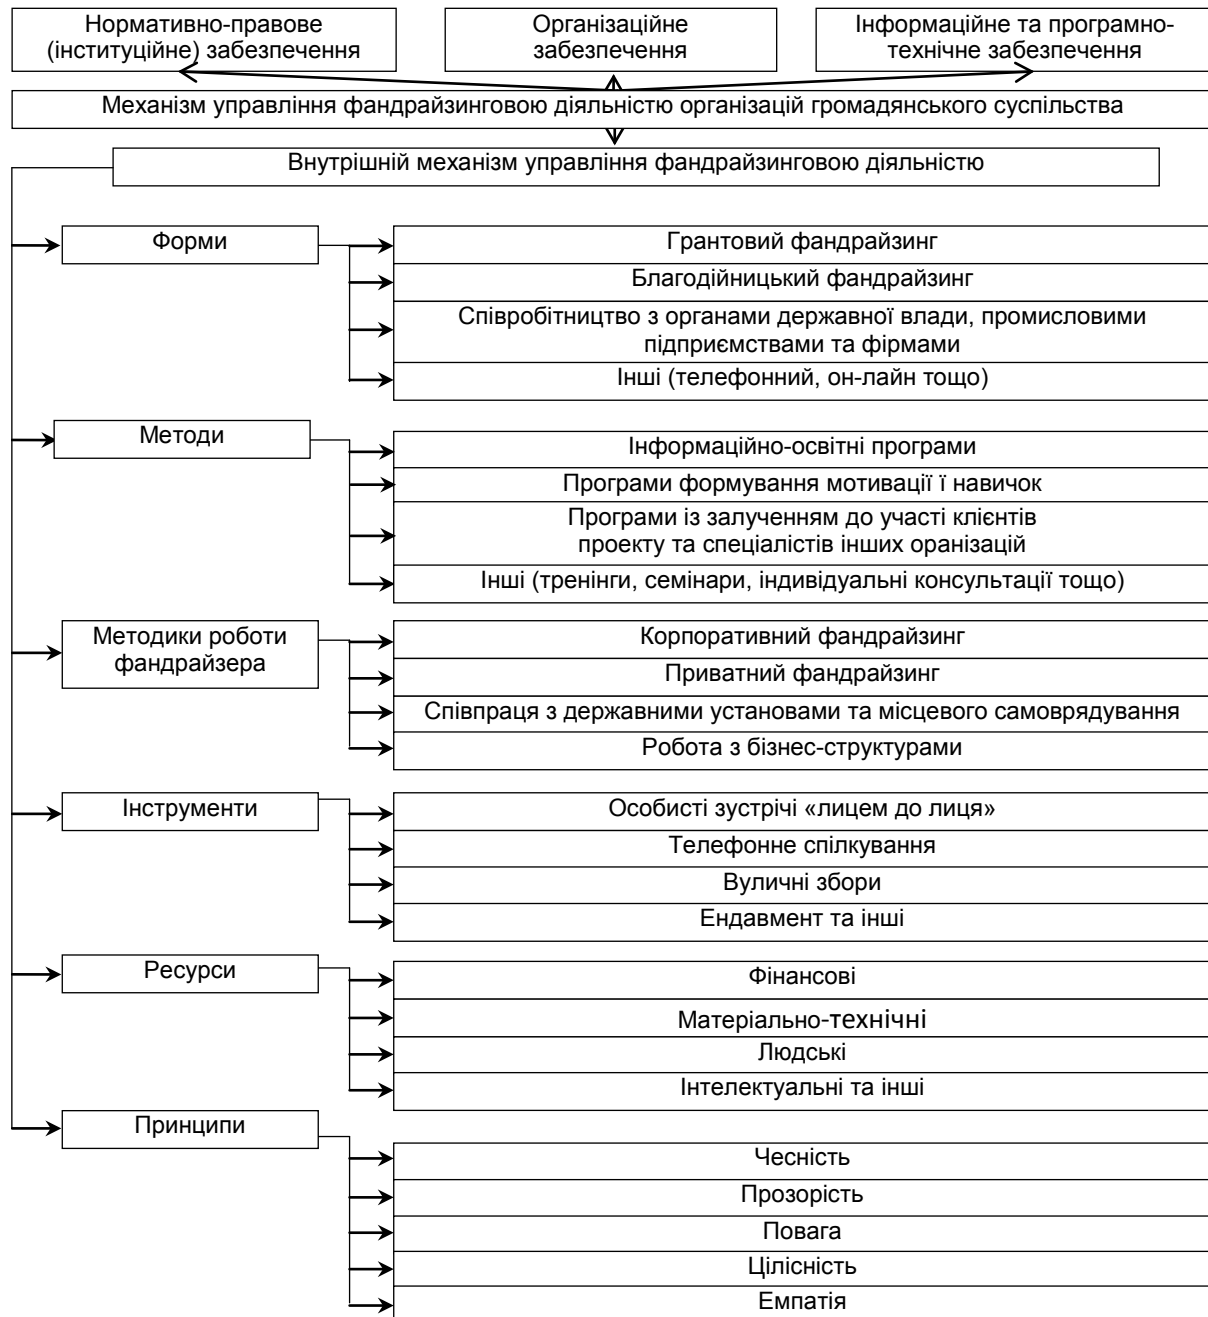 Нормативно-правове
(інституційне) забезпечення
Організаційне
забезпечення
Інформаційне та програмно-
технічне забезпечення
Механізм управління фандрайзинговою діяльністю організацій громадянського суспільства
Внутрішній механізм управління фандрайзинговою діяльністю
Форми
Грантовий фандрайзинг
Благодійницький фандрайзинг
Співробітництво з органами державної влади, промисловими
підприємствами та фірмами
Інші (телефонний, он-лайн тощо)
Методи
Інформаційно-освітні програми
Програми формування мотивації ї навичок
Програми із залученням до участі клієнтів
проекту та спеціалістів інших оранізацій
Інші (тренінги, семінари, індивідуальні консультації тощо)
Методики роботи
фандрайзера
Корпоративний фандрайзинг
Приватний фандрайзинг
Співпраця з державними установами та місцевого самоврядування
Робота з бізнес-структурами
Інструменти
Особисті зустрічі «лицем до лиця»
Телефонне спілкування
Вуличні збори
Ендавмент та інші
Ресурси
Фінансові
Матеріально-технічні
Людські
Інтелектуальні та інші
Принципи
Чесність
Прозорість
Повага
Цілісність
Емпатія